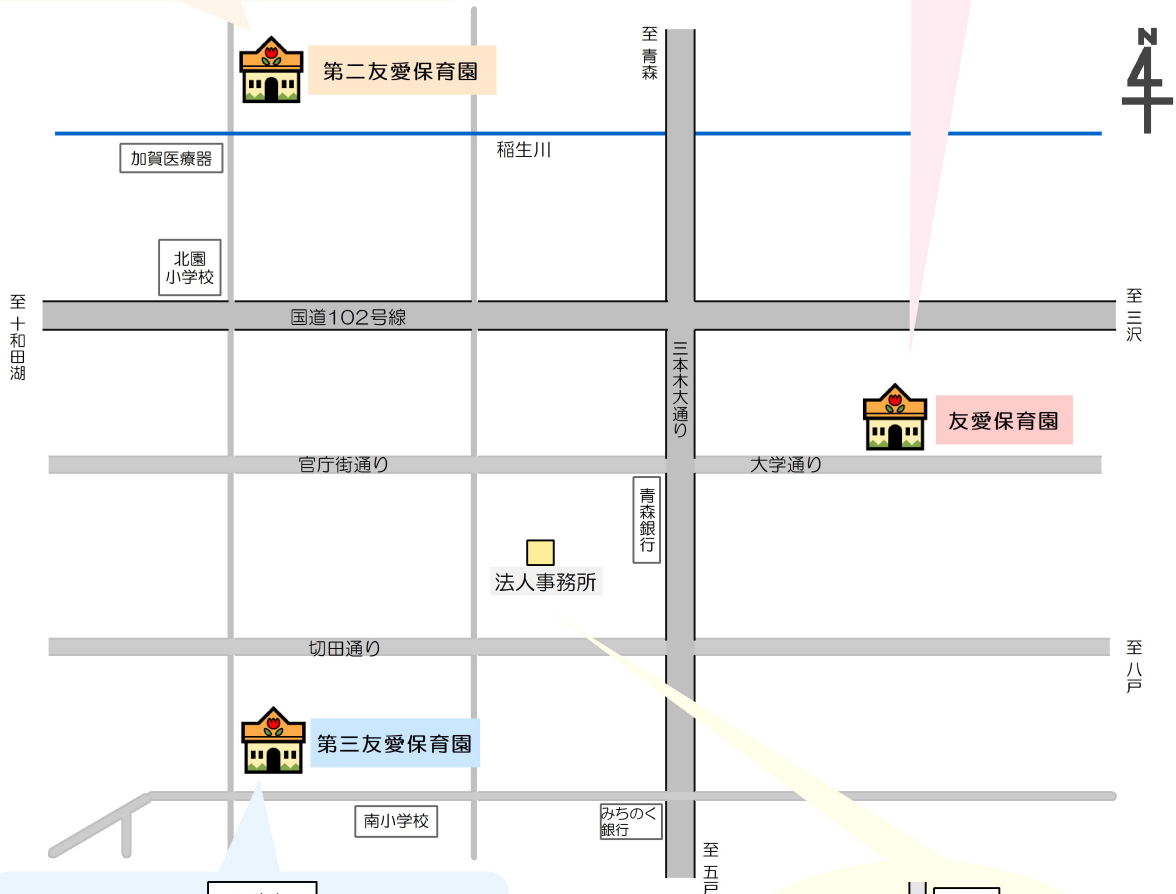 至青森
N
第二友愛保育園
加賀医療器
稲生川
北園
小学校
至十和田湖
国道102号線
至三沢
三本木大通り
友愛保育園
官庁街通り
大学通り
青森銀行
法人事務所
切田通り
至八戸
第三友愛保育園
南小学校
みちのく
銀行
至五戸